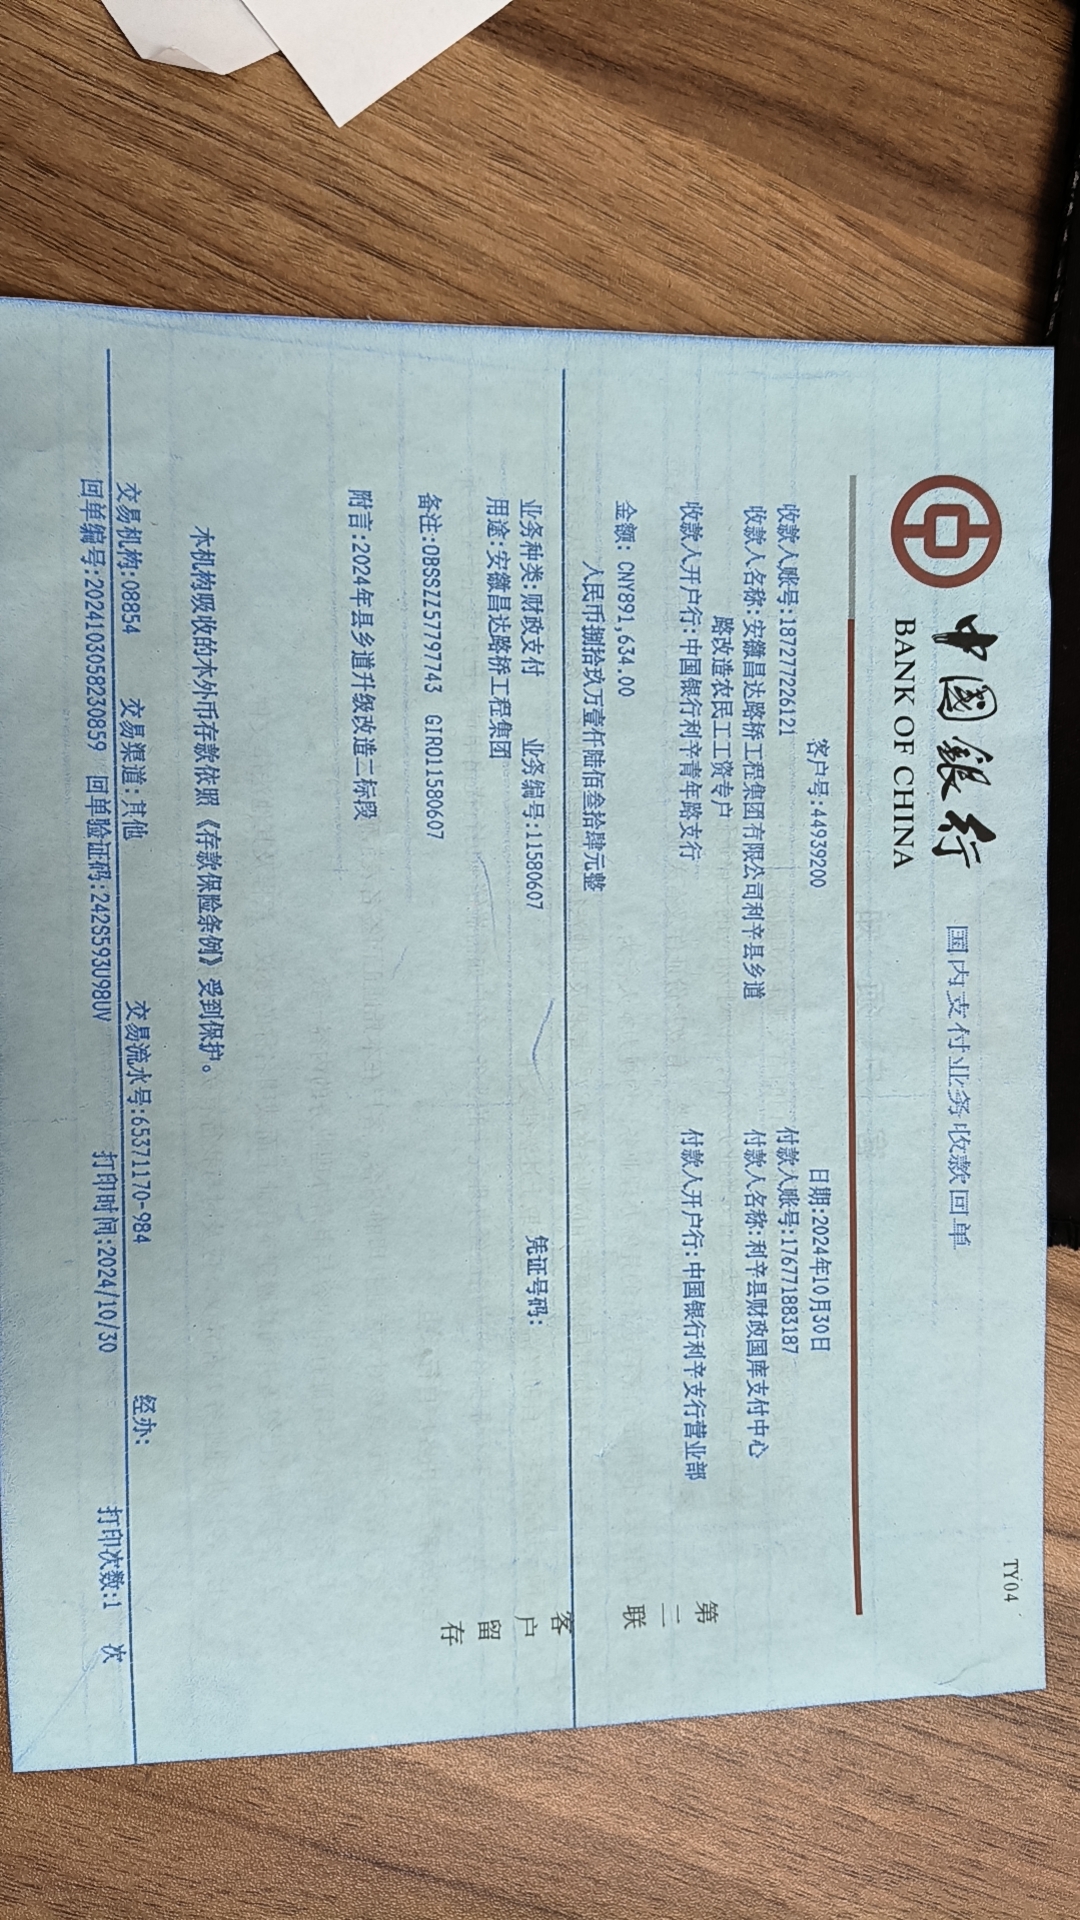 TY04
中國銀行 国内支付业务收款回单
BANK OF CHINA
客户号:44939200 日期:2024年10月30日
收款人账号:187277226121 付款人账号:176771883187
收款人名称:安徽昌达路桥工程集团有限公司利辛县乡道 付款人名称:利辛县财政国库支付中心
路改造农民工工资专户
收款人开户行:中国银行利辛青年路支行 付款人开户行:中国银行利辛支行营业部
金额: CNY891,634.00
人民币捌拾玖万壹仟陆佰叁拾肆元整
业务种类:财政支付 业务编号:11580607 凭证号码:
用途:安徽昌达路桥工程集团
备注:OBSSZZ57797743 GIRO11580607
附言:2024年县乡道升级改造二标段
本机构吸收的本外币存款依照《存款保险条例》受到保护。
交易机构:08854 交易渠道:其他 交易流水号:65371170-984 经办:
回单编号:2024103058230859 回单验证码:242S593U98UV 打印时间:2024/10/30 打印次数:1 次
第二联
客户留存